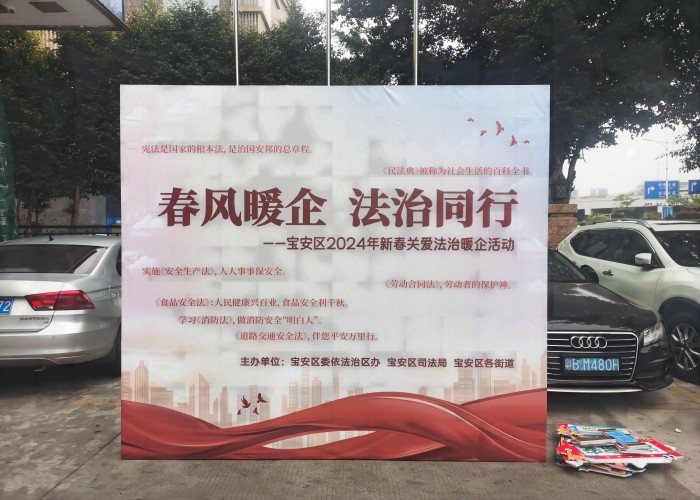 宪法是国家的根本法, 是治国安邦的总章程。
《民法典》被称为社会生活的百科全书
春风暖企 法治同行
——宝安区2024年新春关爱法治暖企活动
实施《安全生产法》, 人人事事保安全。
《劳动合同法》, 劳动者的保护神。
《食品安全法》: 人民健康兴百业, 食品安全利千秋。
学习《消防法》, 做消防安全“明白人”。
《道路交通安全法》, 伴您平安万里行。
主办单位: 宝安区委依法治区办 宝安区司法局 宝安区各街道
粤B·M480H